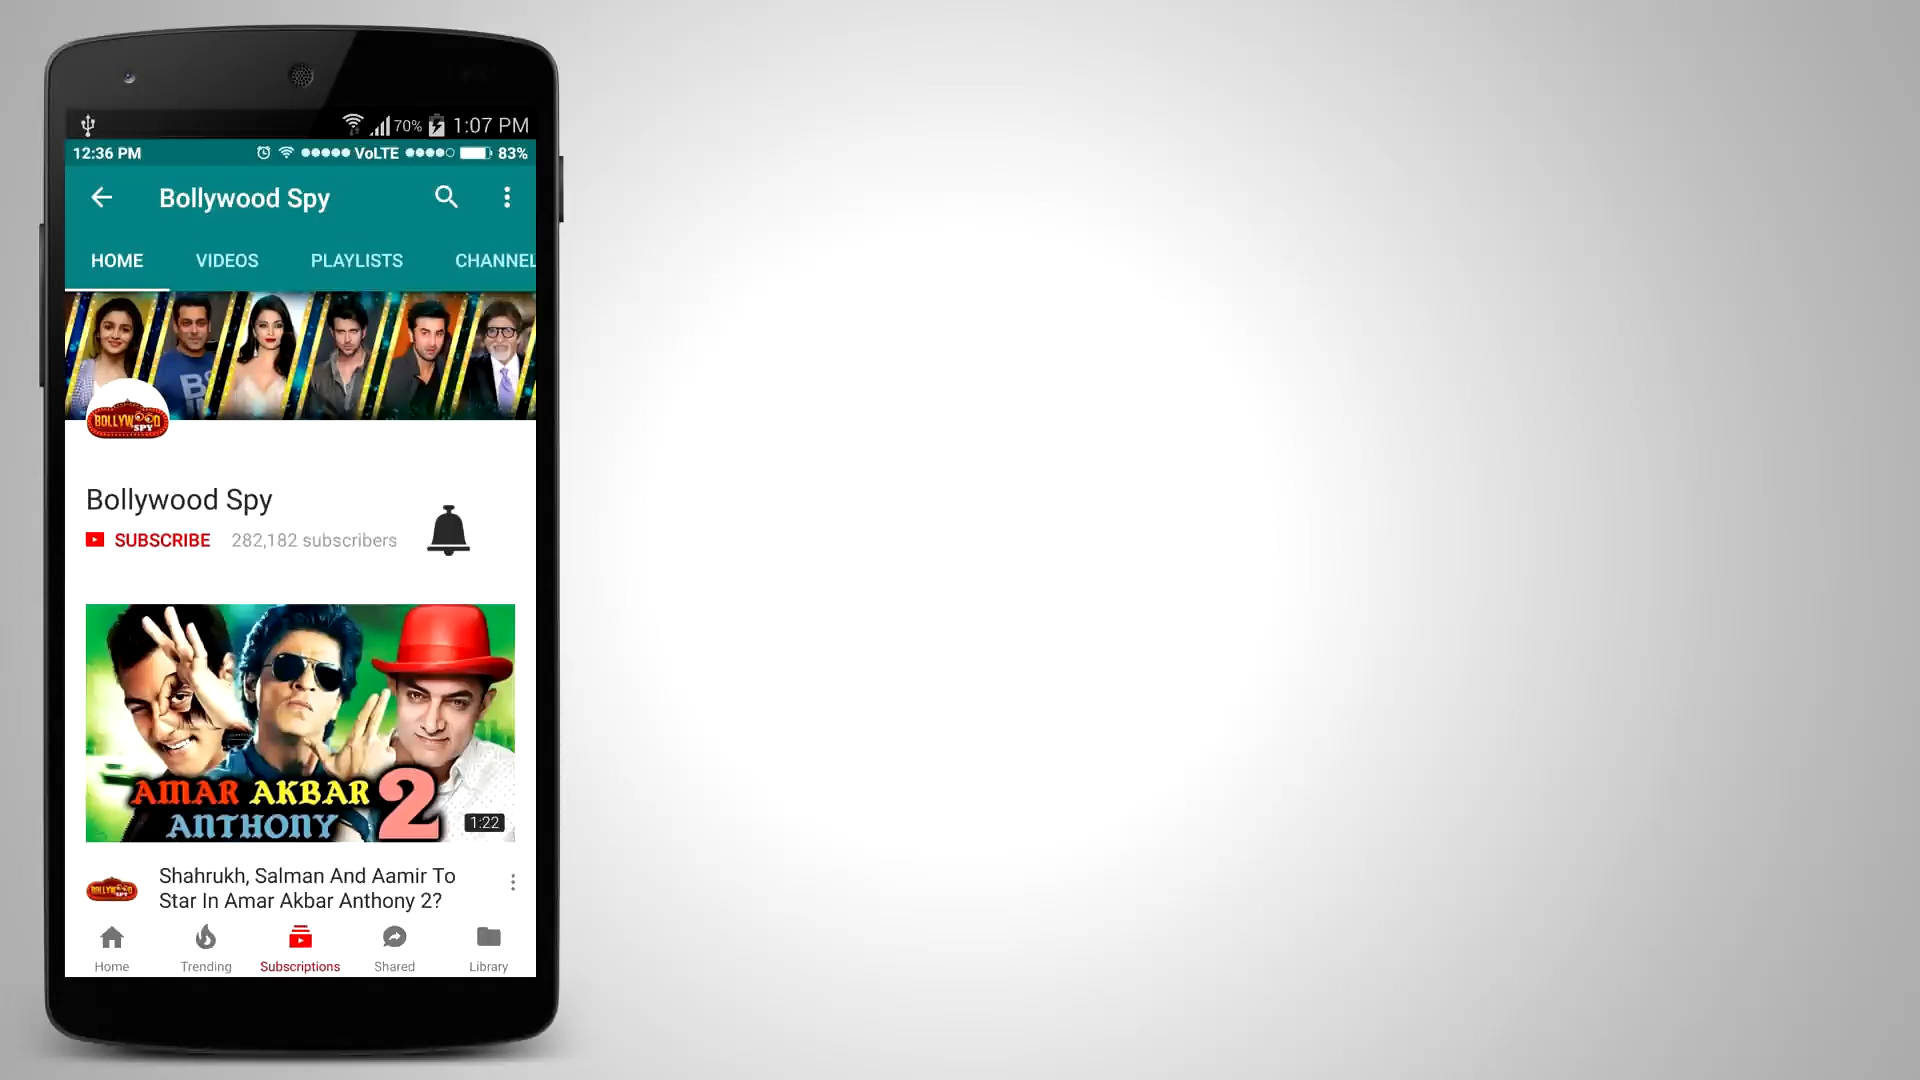 70% 1:07 PM
12:36 PM VoLTE 83%
Bollywood Spy
HOME VIDEOS PLAYLISTS CHANNEL
BOLLYWOOD
SPY
Bollywood Spy
SUBSCRIBE 282,182 subscribers
AMAR AKBAR 2
ANTHONY
1:22
Shahrukh, Salman And Aamir To
Star In Amar Akbar Anthony 2?
Home Trending Subscriptions Shared Library